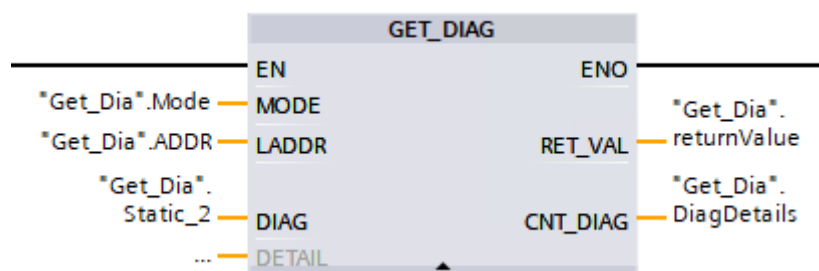 GET_DIAG
EN ENO
"Get_Dia".Mode MODE
"Get_Dia".ADDR LADDR
RET_VAL "Get_Dia".
returnValue
"Get_Dia".
Static_2 DIAG
CNT_DIAG "Get_Dia".
DiagDetails
... DETAIL